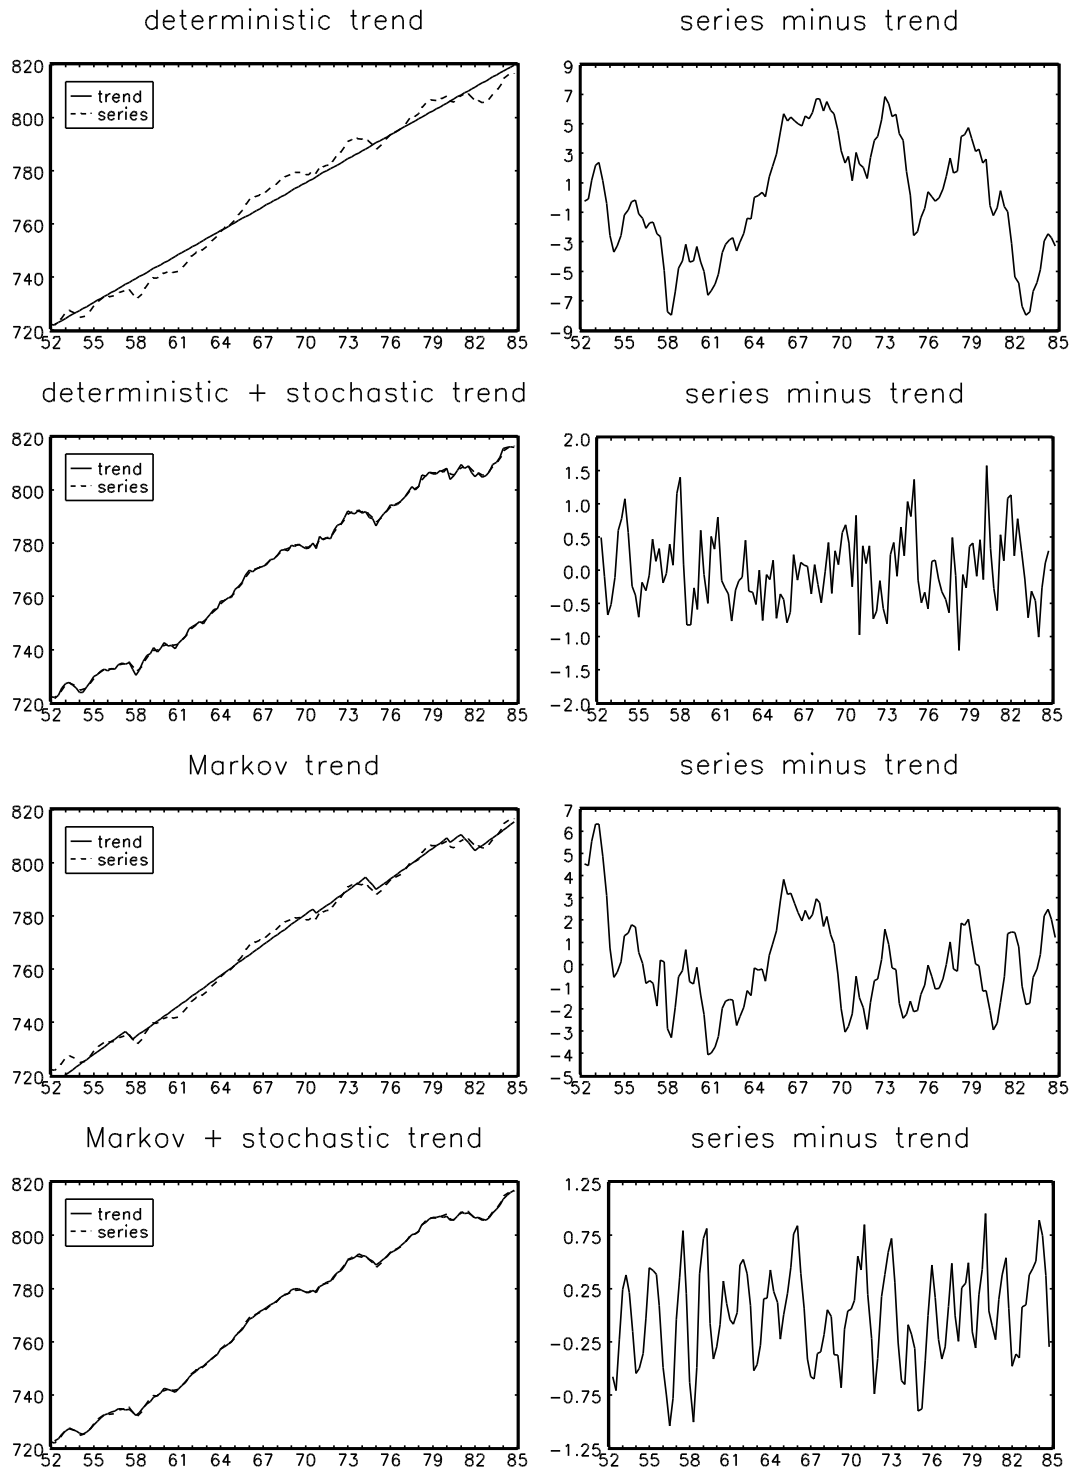 deterministic trend
series minus trend
820
800
780
760
740
720
trend
series
52 55 58 61 64 67 70 73 76 79 82 85
9
7
5
3
1
−1
−3
−5
−7
−9
52 55 58 61 64 67 70 73 76 79 82 85
deterministic + stochastic trend
series minus trend
820
800
780
760
740
720
trend
series
52 55 58 61 64 67 70 73 76 79 82 85
2.0
1.5
1.0
0.5
0.0
−0.5
−1.0
−1.5
−2.0
52 55 58 61 64 67 70 73 76 79 82 85
Markov trend
series minus trend
820
800
780
760
740
720
trend
series
52 55 58 61 64 67 70 73 76 79 82 85
7
6
5
4
3
2
1
0
−1
−2
−3
−4
−5
52 55 58 61 64 67 70 73 76 79 82 85
Markov + stochastic trend
series minus trend
820
800
780
760
740
720
trend
series
52 55 58 61 64 67 70 73 76 79 82 85
1.25
0.75
0.25
−0.25
−0.75
−1.25
52 55 58 61 64 67 70 73 76 79 82 85